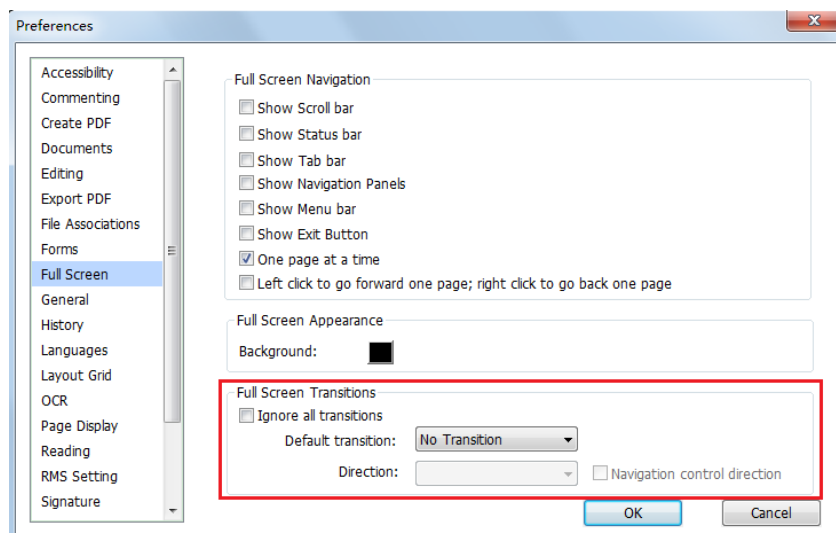 Preferences
Accessibility
Commenting
Create PDF
Documents
Editing
Export PDF
File Associations
Forms
Full Screen
General
History
Languages
Layout Grid
OCR
Page Display
Reading
RMS Setting
Signature
Full Screen Navigation
Show Scroll bar
Show Status bar
Show Tab bar
Show Navigation Panels
Show Menu bar
Show Exit Button
One page at a time
Left click to go forward one page; right click to go back one page
Full Screen Appearance
Background:
Full Screen Transitions
Ignore all transitions
Default transition: No Transition
Direction: Navigation control direction
OK Cancel